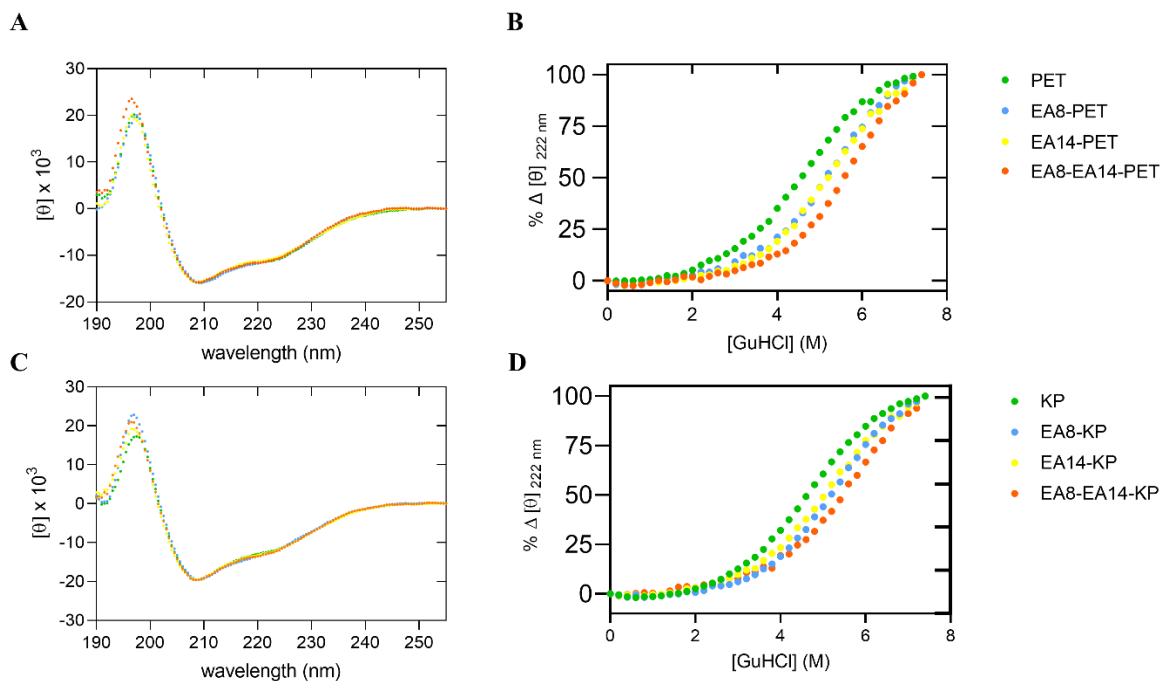 A
[θ] x 10³
30
20
10
0
-10
-20
190 200 210 220 230 240 250
wavelength (nm)
B
% Δ [θ] 222 nm
100
75
50
25
0
0 2 4 6 8
[GuHCl] (M)
PET
EA8-PET
EA14-PET
EA8-EA14-PET
C
[θ] x 10³
30
20
10
0
-10
-20
-30
190 200 210 220 230 240 250
wavelength (nm)
D
% Δ [θ] 222 nm
100
75
50
25
0
0 2 4 6 8
[GuHCl] (M)
KP
EA8-KP
EA14-KP
EA8-EA14-KP